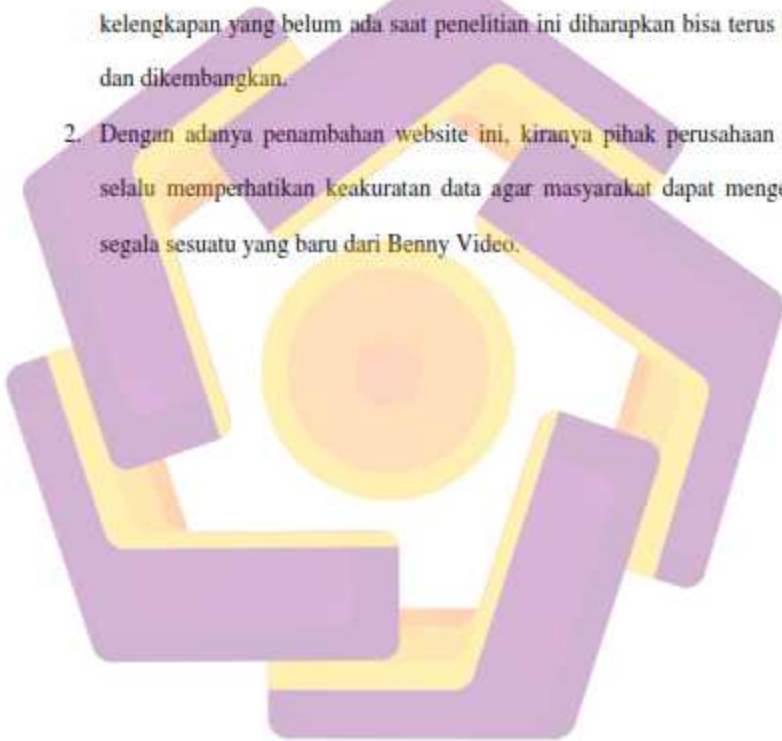 kelengkapan yang belum ada saat penelitian ini diharapkan bisa terus
dan dikembangkan.
2. Dengan adanya penambahan website ini, kiranya pihak perusahaan
selalu memperhatikan keakuratan data agar masyarakat dapat
segala sesuatu yang baru dari Benny Video.